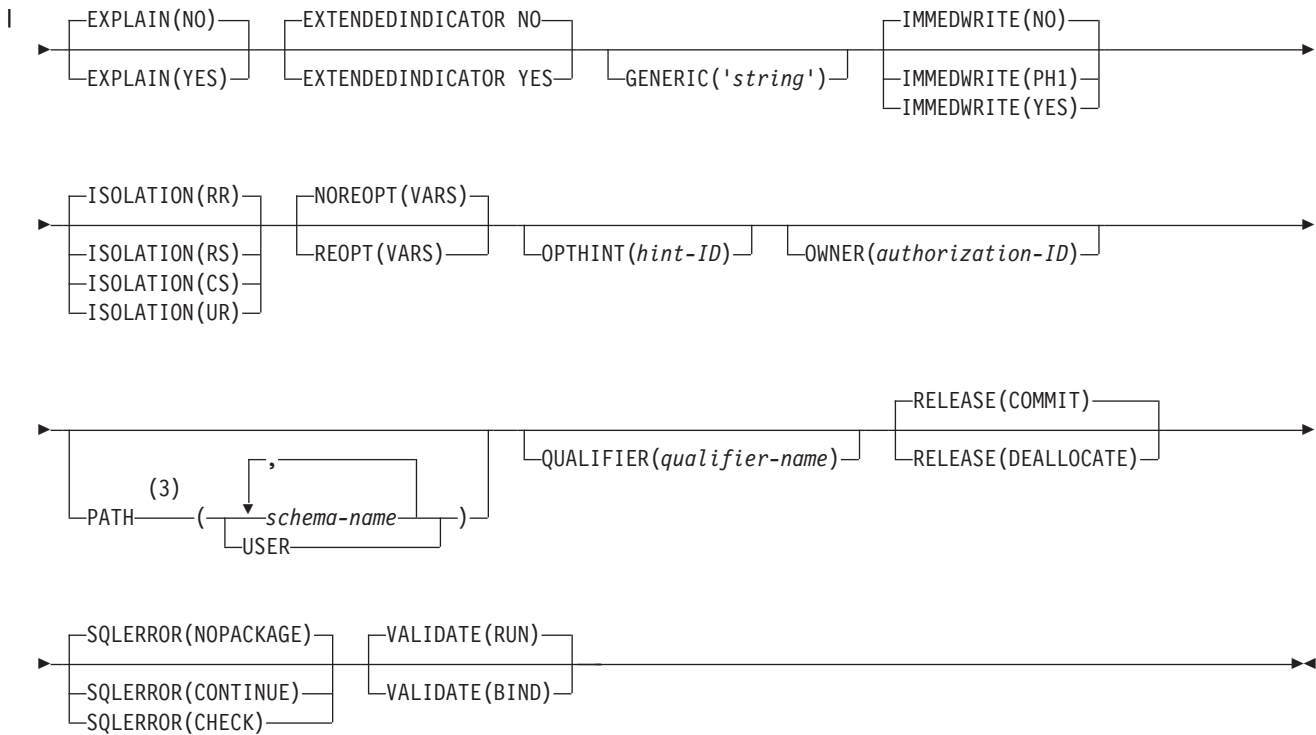 | EXPLAIN(NO) EXTENDEDINDICATOR NO IMMEDWRITE(NO)
EXPLAIN(YES) EXTENDEDINDICATOR YES GENERIC('string') IMMEDWRITE(PH1)
IMMEDWRITE(YES)
ISOLATION(RR) NOREOPT(VARS)
ISOLATION(RS) REOPT(VARS) OPTHINT(hint-ID) OWNER(authorization-ID)
ISOLATION(CS)
ISOLATION(UR)
RELEASE(COMMIT)
QUALIFIER(qualifier-name) RELEASE(DEALLOCATE)
,
(3)
PATH ( schema-name )
USER
SQLERROR(NOPACKAGE) VALIDATE(RUN)
SQLERROR(CONTINUE) VALIDATE(BIND)
SQLERROR(CHECK)